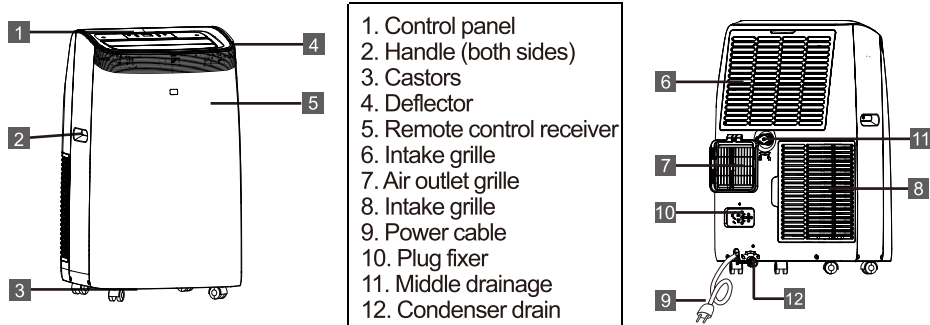 1
2
3
4
5
1. Control panel
2. Handle (both sides)
3. Castors
4. Deflector
5. Remote control receiver
6. Intake grille
7. Air outlet grille
8. Intake grille
9. Power cable
10. Plug fixer
11. Middle drainage
12. Condenser drain
6
7
10
9
11
8
12